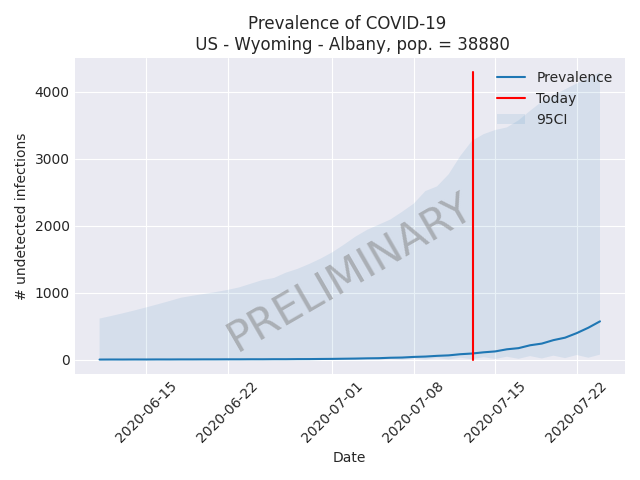 Prevalence of COVID-19
US - Wyoming - Albany, pop. = 38880
Prevalence
Today
95CI
4000
3000
2000
1000
0
# undetected infections
PRELIMINARY
2020-06-15
2020-06-22
2020-07-01
2020-07-08
2020-07-15
2020-07-22
Date